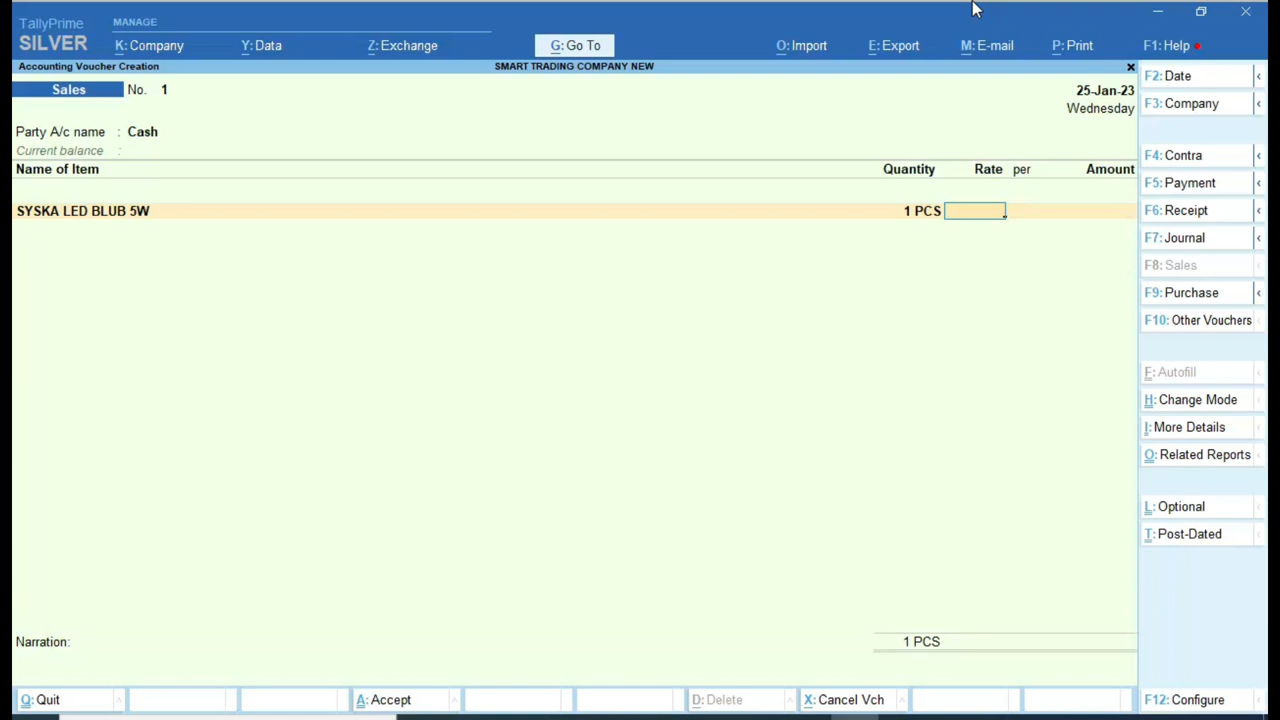 TallyPrime
SILVER
MANAGE
K: Company
Y: Data
Z: Exchange
G: Go To
O: Import
E: Export
M: E-mail
P: Print
F1: Help
Accounting Voucher Creation
SMART TRADING COMPANY NEW
Sales No. 1
25-Jan-23
Wednesday
Party A/c name : Cash
Current balance :
Name of Item Quantity Rate per Amount
SYSKA LED BLUB 5W 1 PCS
Narration:
1 PCS
F2: Date
F3: Company
F4: Contra
F5: Payment
F6: Receipt
F7: Journal
F8: Sales
F9: Purchase
F10: Other Vouchers
F: Autofill
H: Change Mode
I: More Details
O: Related Reports
L: Optional
T: Post-Dated
F12: Configure
Q: Quit
A: Accept
D: Delete
X: Cancel Vch